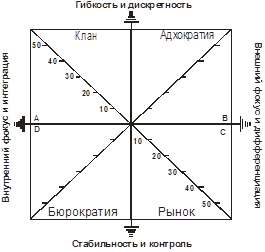 Гибкость и дискретность
Клан
Адхократия
50
40
30
20
10
Внутренний фокус и интеграция
Внешний фокус и дифференциация
A
B
D
C
10
20
30
40
50
Бюрократия
Рынок
Стабильность и контроль